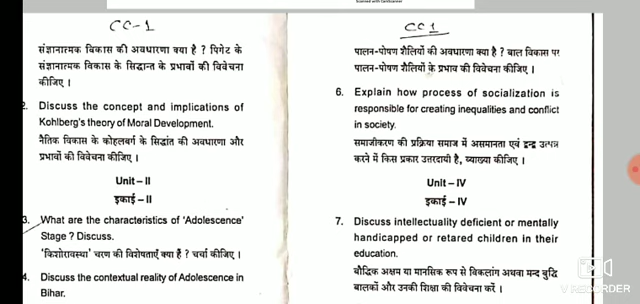 Scanned with CamScanner
CC-1
संज्ञानात्मक विकास की अवधारणा क्या है ? पिगेट के
संज्ञानात्मक विकास के सिद्धान्त के प्रभावों की विवेचना
कीजिए ।
2. Discuss the concept and implications of
Kohlberg's theory of Moral Development.
नैतिक विकास के कोहलबर्ग के सिद्धांत की अवधारणा और
प्रभावों की विवेचना कीजिए ।
Unit – II
इकाई – II
3. What are the characteristics of 'Adolescence'
Stage ? Discuss.
'किशोरावस्था' चरण की विशेषताएँ क्या हैं ? चर्चा कीजिए ।
4. Discuss the contextual reality of Adolescence in
Bihar.
CC1
पालन-पोषण शैलियों की अवधारणा क्या है ? बाल विकास पर
पालन-पोषण शैलियों के प्रभाव की विवेचना कीजिए ।
6. Explain how process of socialization is
responsible for creating inequalities and conflict
in society.
समाजीकरण की प्रक्रिया समाज में असमानता एवं द्वन्द्व उत्पन्न
करने में किस प्रकार उत्तरदायी है, व्याख्या कीजिए ।
Unit – IV
इकाई – IV
7. Discuss intellectuality deficient or mentally
handicapped or retared children in their
education.
बौद्धिक अक्षम या मानसिक रूप से विकलांग अथवा मन्द बुद्धि
बालकों और उनकी शिक्षा की विवेचना करें ।
V RECORDER